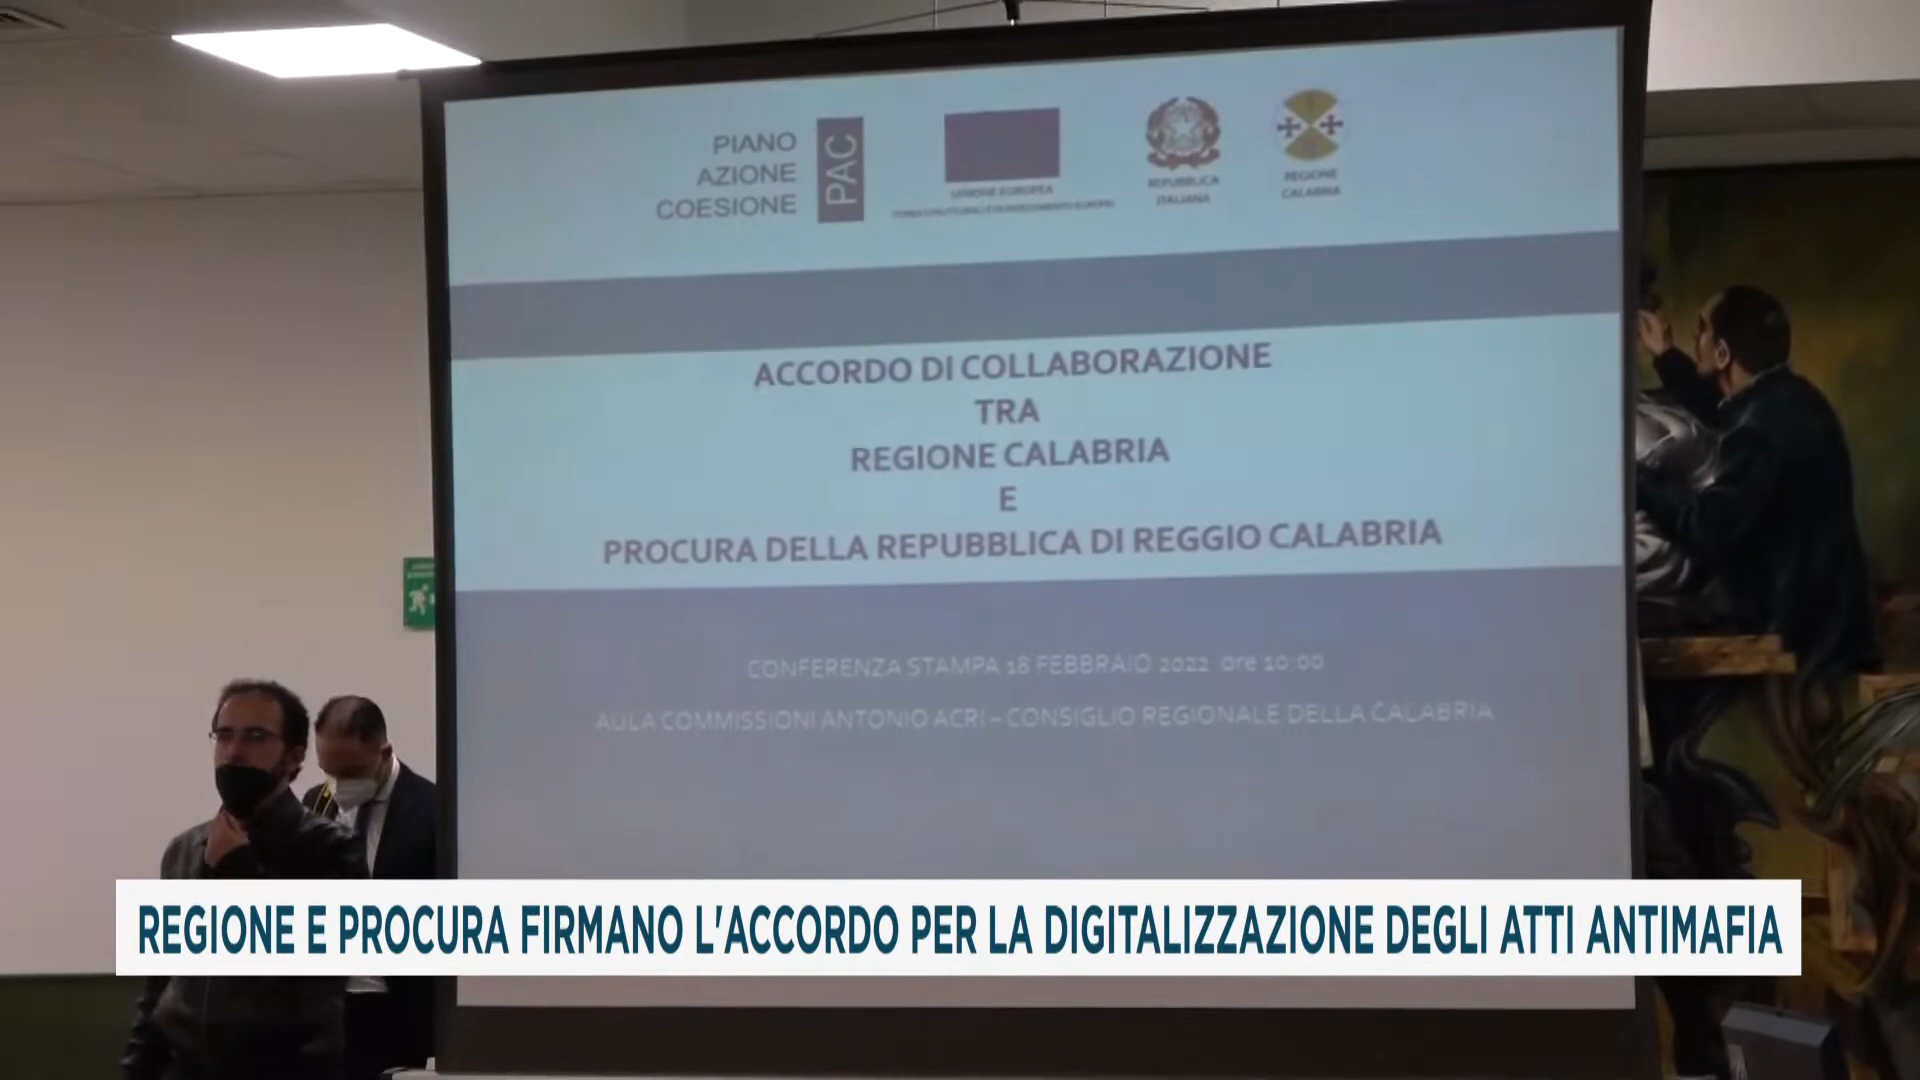 PIANO
AZIONE
COESIONE
PAC
UNIONE EUROPEA
REPUBBLICA
ITALIANA
REGIONE
CALABRIA
ACCORDO DI COLLABORAZIONE
TRA
REGIONE CALABRIA
E
PROCURA DELLA REPUBBLICA DI REGGIO CALABRIA
CONFERENZA STAMPA 18 FEBBRAIO 2022 ore 10:00
AULA COMMISSIONI ANTONIO ACRI – CONSIGLIO REGIONALE DELLA CALABRIA
REGIONE E PROCURA FIRMANO L'ACCORDO PER LA DIGITALIZZAZIONE DEGLI ATTI ANTIMAFIA